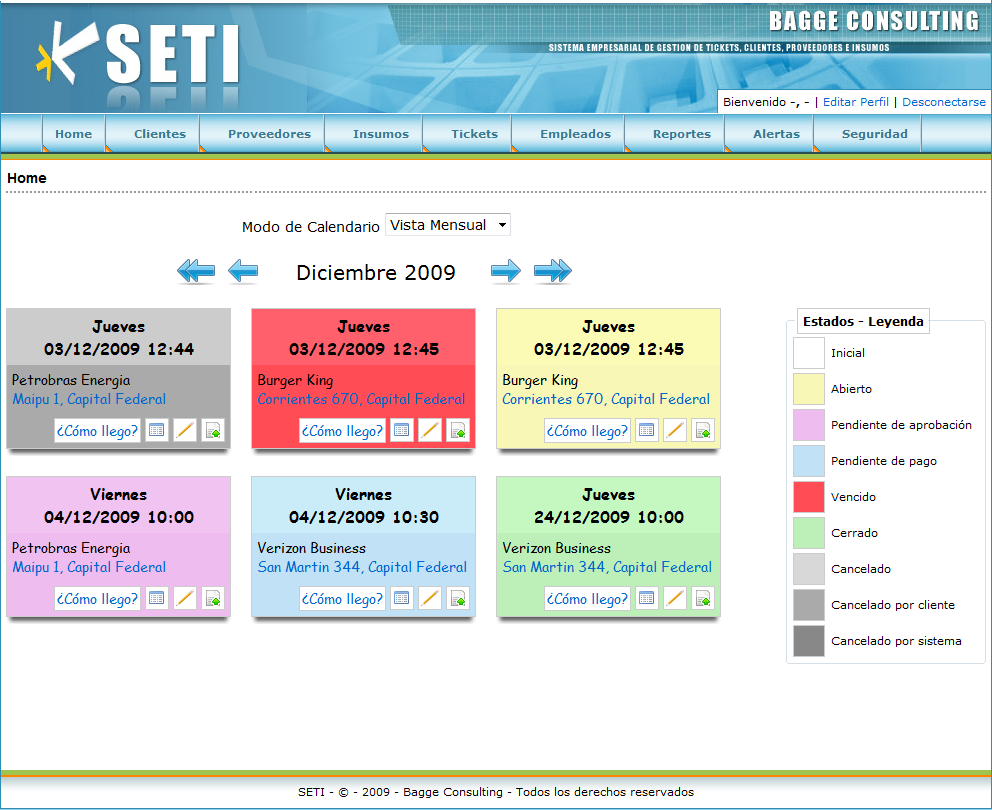 SETI
BAGGE CONSULTING
SISTEMA EMPRESARIAL DE GESTION DE TICKETS, CLIENTES, PROVEEDORES E INSUMOS
Bienvenido -, - | Editar Perfil | Desconectarse
Home Clientes Proveedores Insumos Tickets Empleados Reportes Alertas Seguridad
Home
Modo de Calendario Vista Mensual
Diciembre 2009
Jueves
03/12/2009 12:44
Petrobras Energia
Maipu 1, Capital Federal
¿Cómo llego?
Jueves
03/12/2009 12:45
Burger King
Corrientes 670, Capital Federal
¿Cómo llego?
Jueves
03/12/2009 12:45
Burger King
Corrientes 670, Capital Federal
¿Cómo llego?
Viernes
04/12/2009 10:00
Petrobras Energia
Maipu 1, Capital Federal
¿Cómo llego?
Viernes
04/12/2009 10:30
Verizon Business
San Martin 344, Capital Federal
¿Cómo llego?
Jueves
24/12/2009 10:00
Verizon Business
San Martin 344, Capital Federal
¿Cómo llego?
Estados - Leyenda
Inicial
Abierto
Pendiente de aprobación
Pendiente de pago
Vencido
Cerrado
Cancelado
Cancelado por cliente
Cancelado por sistema
SETI - © - 2009 - Bagge Consulting - Todos los derechos reservados